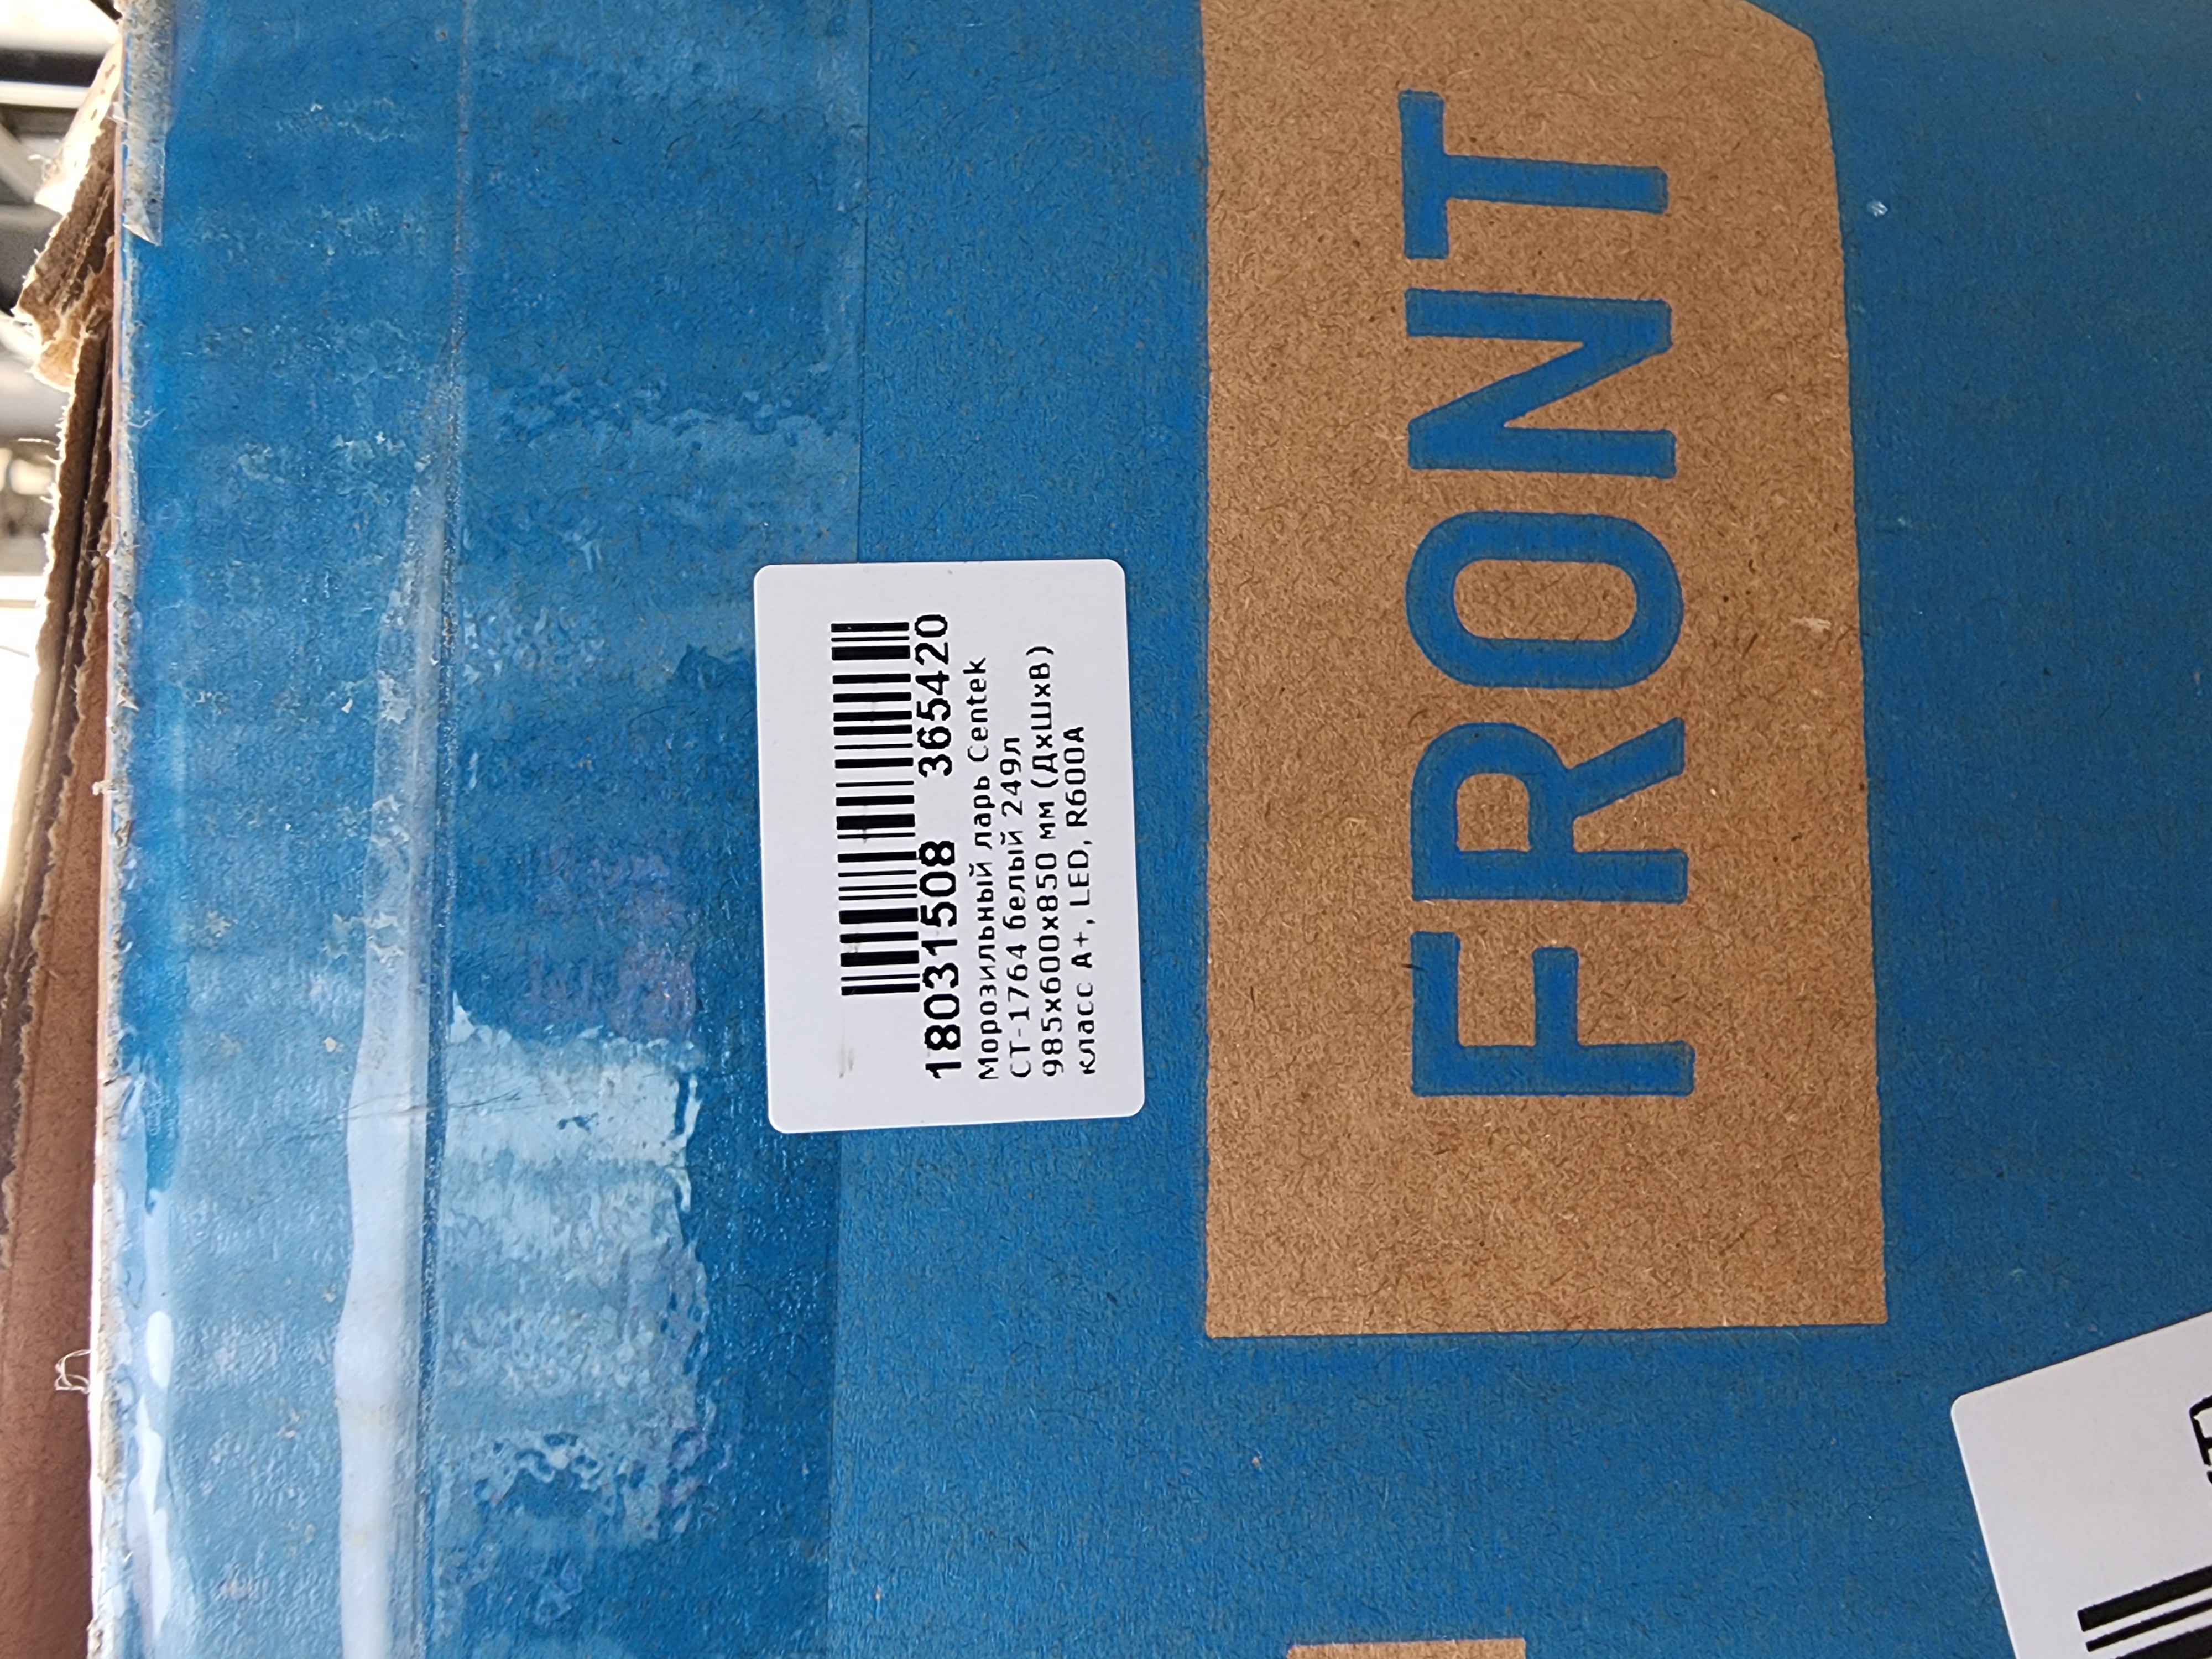 18031508 365420
Морозильный ларь Centek
CT-1764 белый 249л
985x600x850 мм (ДхШхВ)
класс A+, LED, R600A
FRONT